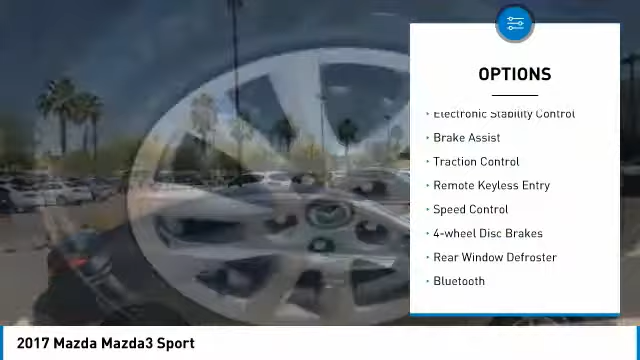 OPTIONS
• Electronic Stability Control
• Brake Assist
• Traction Control
• Remote Keyless Entry
• Speed Control
• 4-wheel Disc Brakes
• Rear Window Defroster
• Bluetooth
2017 Mazda Mazda3 Sport